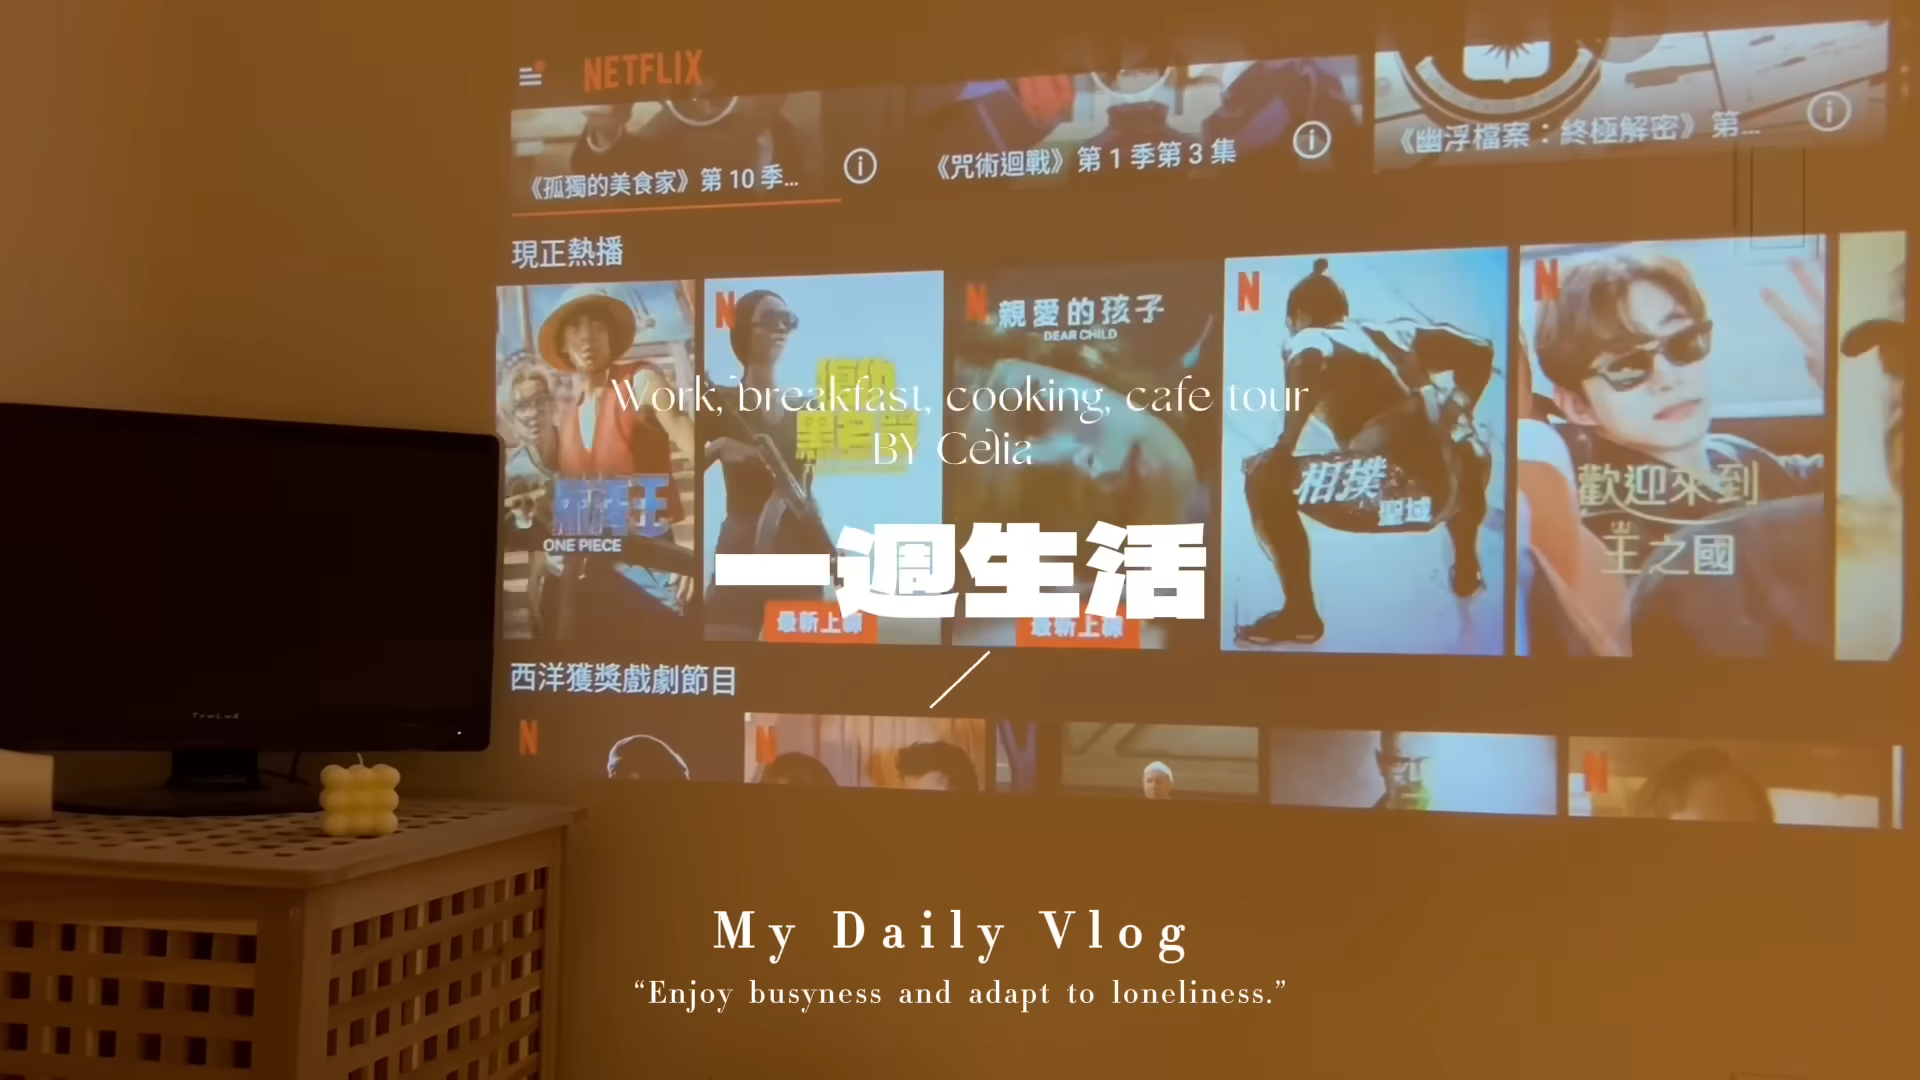 NETFLIX
《孤獨的美食家》第 10 季...
《咒術迴戰》第 1 季第 3 集
《幽浮檔案：終極解密》第...
現正熱播
親愛的孩子
DEAR CHILD
Work, breakfast, cooking, cafe tour
BY Celia
航海王
ONE PIECE
相撲
聖域
歡迎來到
王之國
一週生活
最新上線
最新上線
西洋獲獎戲劇節目
My Daily Vlog
“Enjoy busyness and adapt to loneliness.”